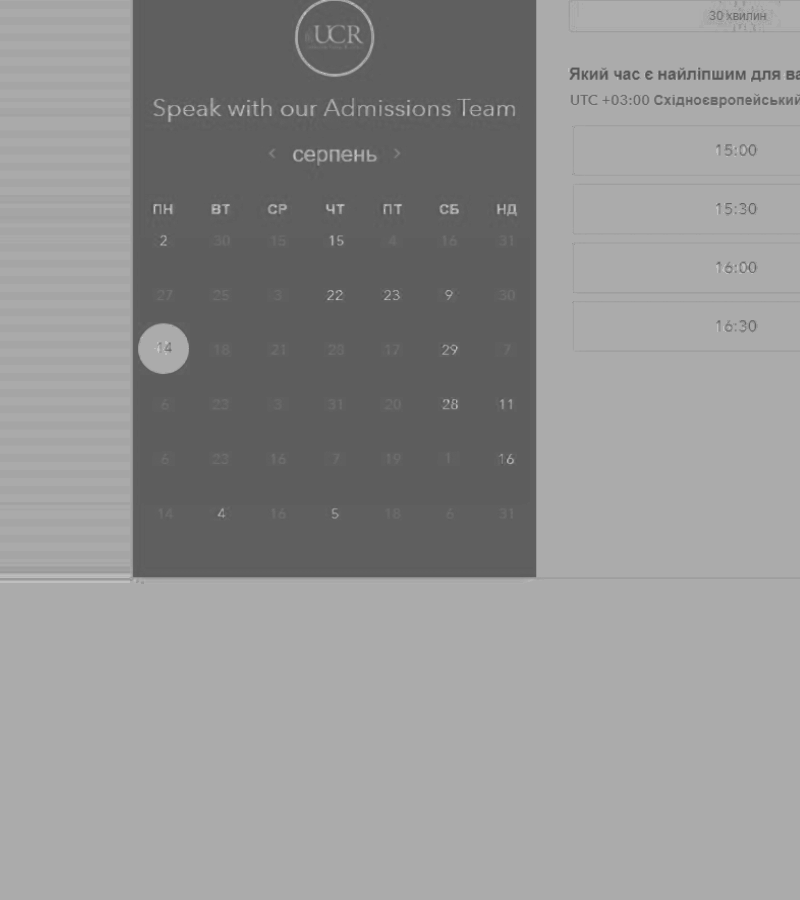 UCR
30 хвилин
Speak with our Admissions Team
Який час є найліпшим для ва
UTC +03:00 Східноєвропейський
< серпень >
ПН ВТ СР ЧТ ПТ СБ НД
2 30 15 15 4 16 31
27 25 3 22 23 9 30
14 18 21 28 17 29 7
6 23 3 31 20 28 11
6 23 16 7 19 1 16
14 4 16 5 18 6 31
15:00
15:30
16:00
16:30